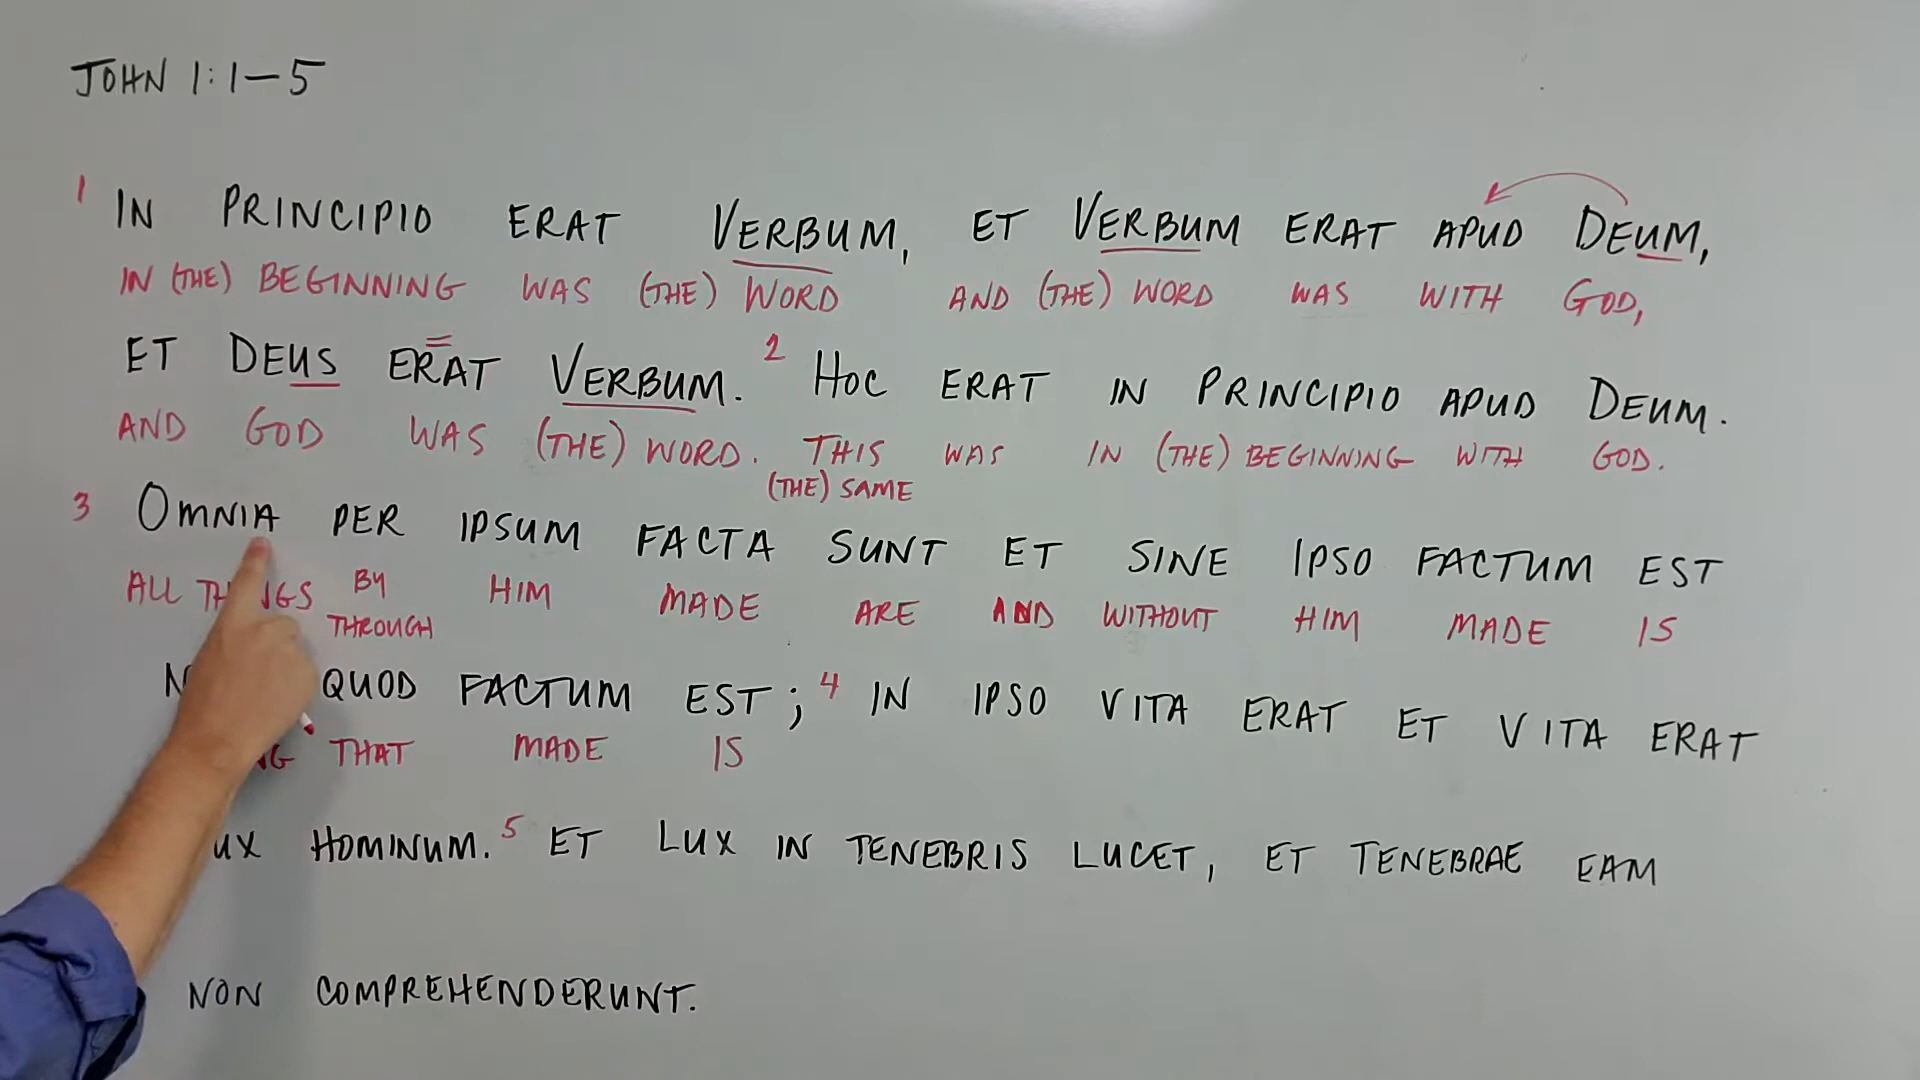 JOHN 1:1-5
1 IN PRINCIPIO ERAT VERBUM, ET VERBUM ERAT APUD DEUM,
IN (THE) BEGINNING WAS (THE) WORD AND (THE) WORD WAS WITH GOD,
ET DEUS ERAT VERBUM. 2 HOC ERAT IN PRINCIPIO APUD DEUM.
AND GOD WAS (THE) WORD. THIS WAS IN (THE) BEGINNING WITH GOD.
(THE) SAME
3 OMNIA PER IPSUM FACTA SUNT ET SINE IPSO FACTUM EST
ALL BY HIM MADE ARE AND WITHOUT HIM MADE IS
THROUGH
QUOD FACTUM EST; 4 IN IPSO VITA ERAT ET VITA ERAT
THAT MADE IS
HOMINUM. 5 ET LUX IN TENEBRIS LUCET, ET TENEBRAE EAM
NON COMPREHENDERUNT.